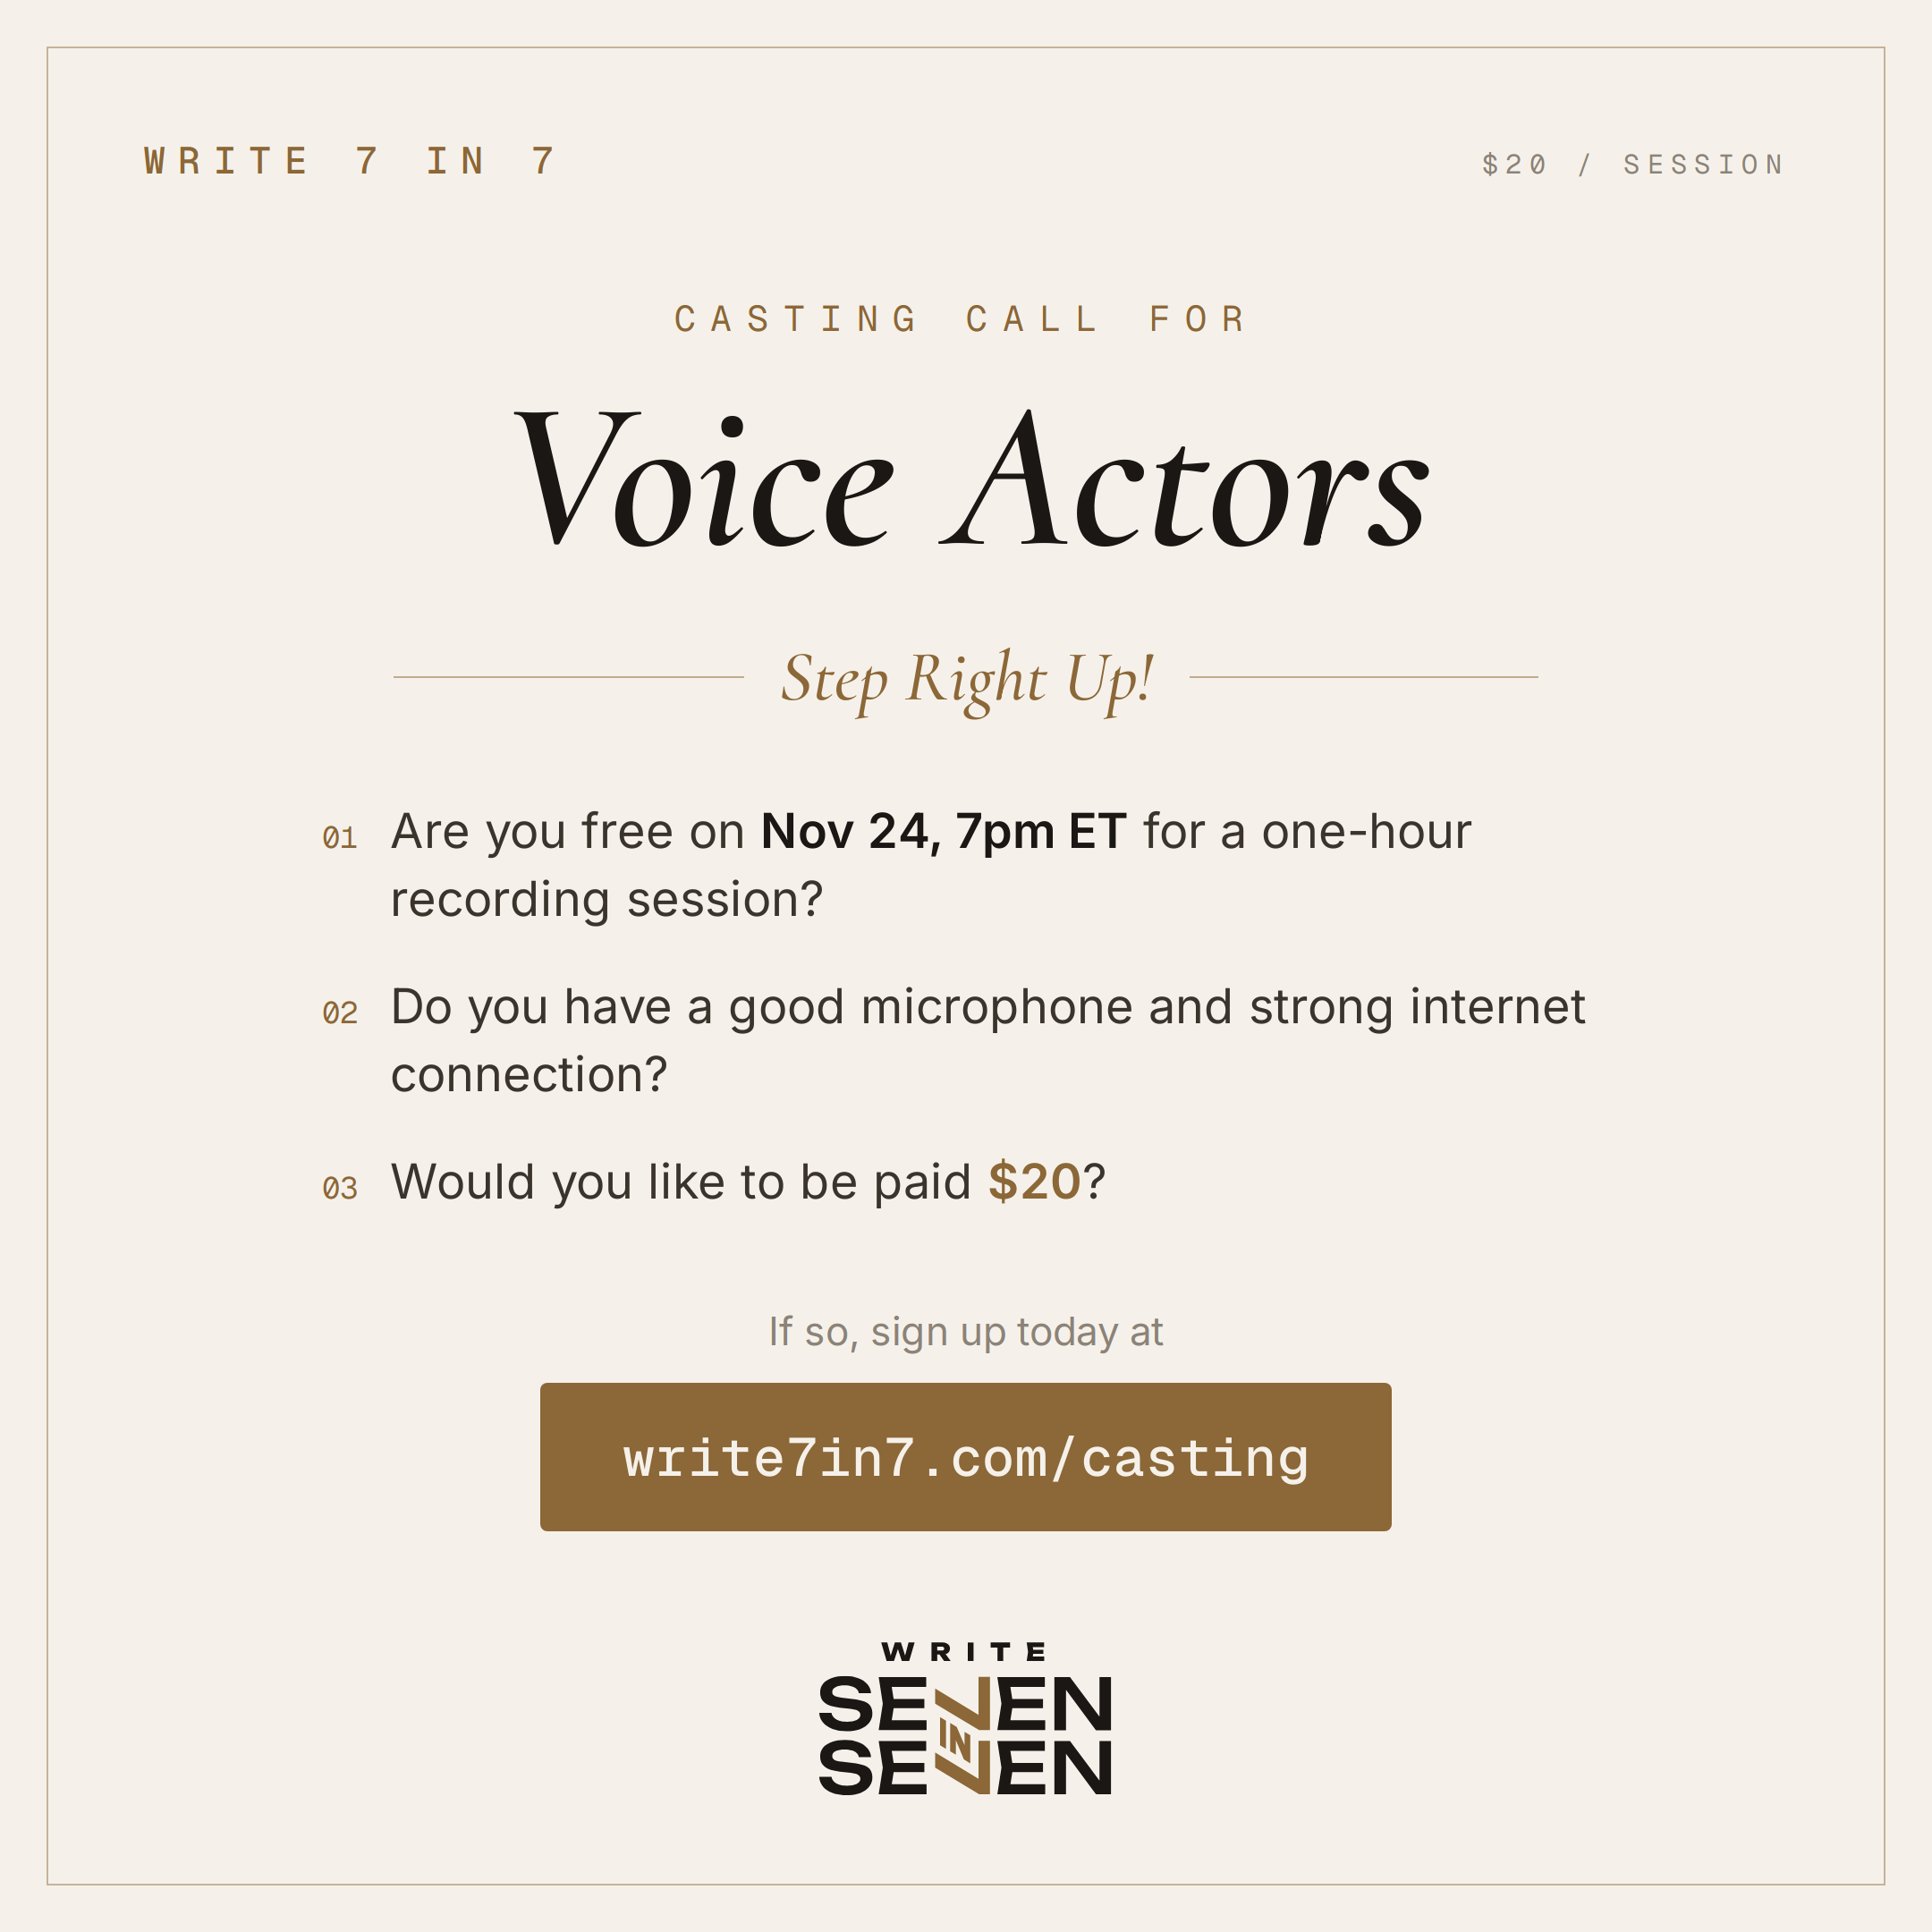 WRITE 7 IN 7
$20 / SESSION
CASTING CALL FOR
Voice Actors
Step Right Up!
01 Are you free on Nov 24, 7pm ET for a one-hour
recording session?
02 Do you have a good microphone and strong internet
connection?
03 Would you like to be paid $20?
If so, sign up today at
write7in7.com/casting
WRITE
SE7EN
IN
SE7EN